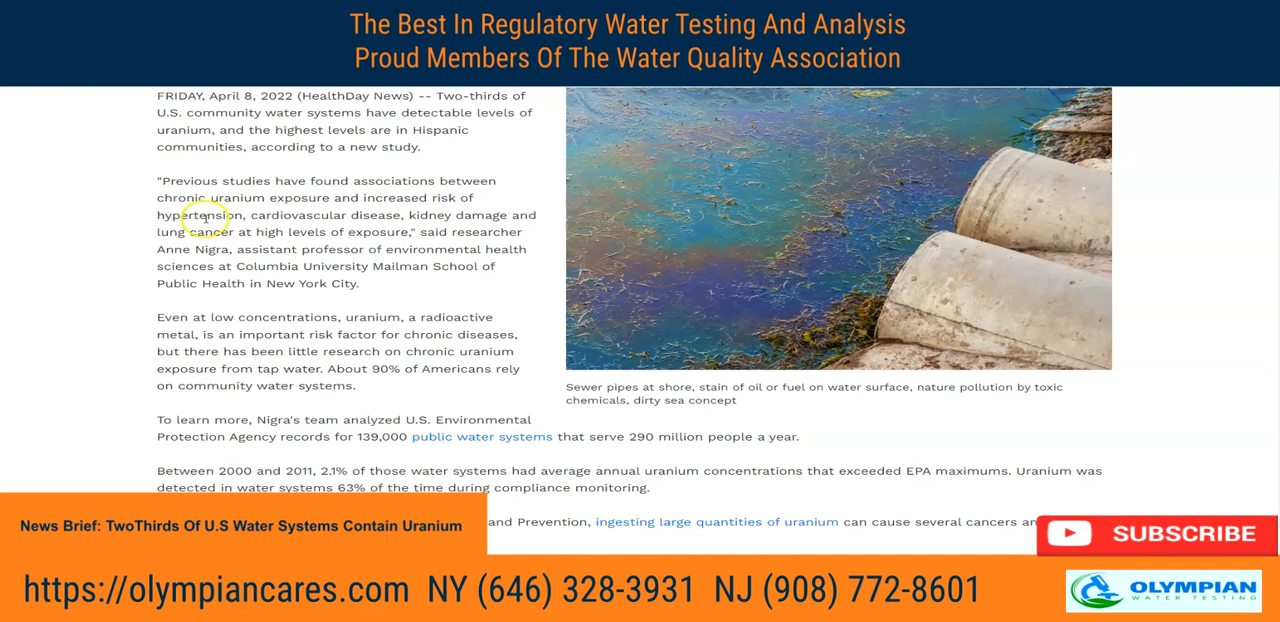 The Best In Regulatory Water Testing And Analysis
Proud Members Of The Water Quality Association
FRIDAY, April 8, 2022 (HealthDay News) -- Two-thirds of
U.S. community water systems have detectable levels of
uranium, and the highest levels are in Hispanic
communities, according to a new study.
"Previous studies have found associations between
chronic uranium exposure and increased risk of
hypertension, cardiovascular disease, kidney damage and
lung cancer at high levels of exposure," said researcher
Anne Nigra, assistant professor of environmental health
sciences at Columbia University Mailman School of
Public Health in New York City.
Even at low concentrations, uranium, a radioactive
metal, is an important risk factor for chronic diseases,
but there has been little research on chronic uranium
exposure from tap water. About 90% of Americans rely
on community water systems.
Sewer pipes at shore, stain of oil or fuel on water surface, nature pollution by toxic
chemicals, dirty sea concept
To learn more, Nigra's team analyzed U.S. Environmental
Protection Agency records for 139,000 public water systems that serve 290 million people a year.
Between 2000 and 2011, 2.1% of those water systems had average annual uranium concentrations that exceeded EPA maximums. Uranium was
detected in water systems 63% of the time during compliance monitoring.
and Prevention, ingesting large quantities of uranium can cause several cancers
News Brief: TwoThirds Of U.S Water Systems Contain Uranium
SUBSCRIBE
https://olympiancares.com NY (646) 328-3931 NJ (908) 772-8601
OLYMPIAN
WATER TESTING